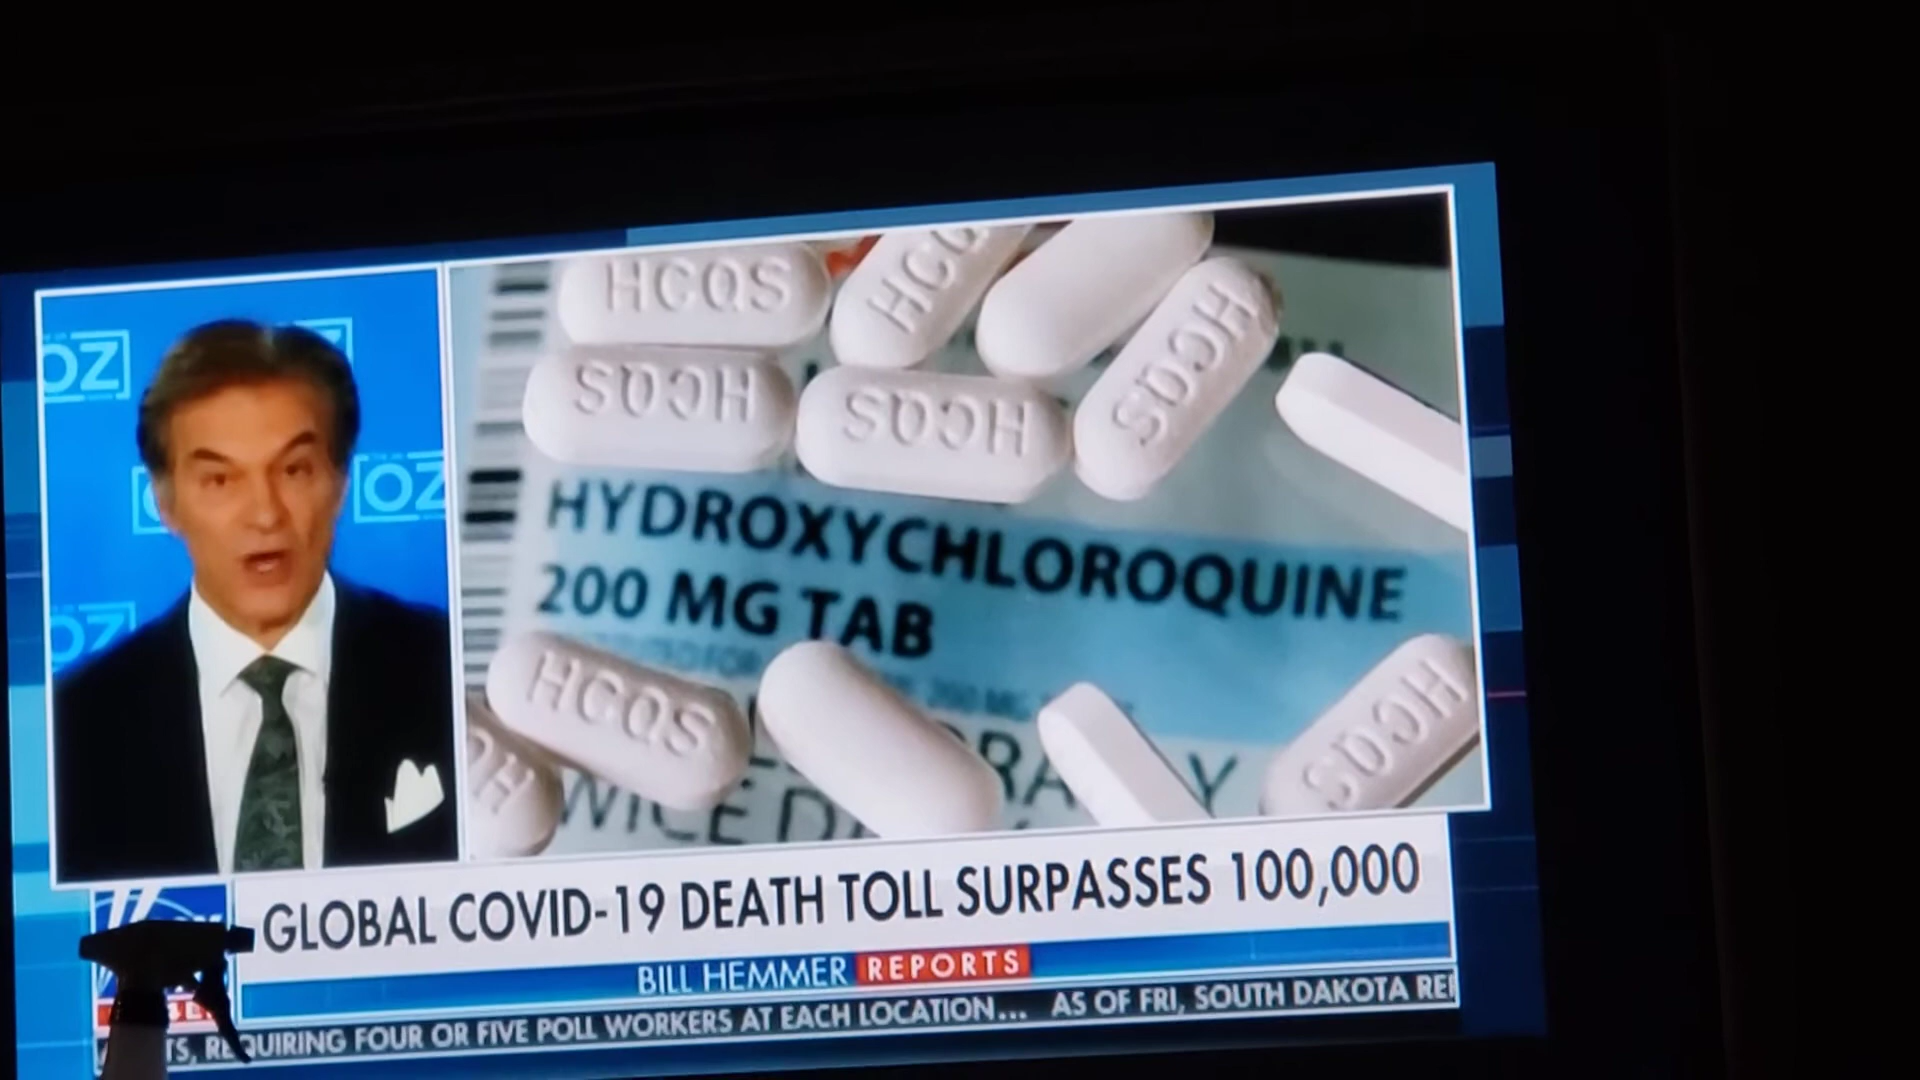 OZ
OZ
OZ
HCQS
HCQS
HCQS
HCQS
HCQS
HYDROXYCHLOROQUINE
200 MG TAB
HCQS
HCQS
TWICE
GLOBAL COVID-19 DEATH TOLL SURPASSES 100,000
BILL HEMMER REPORTS
REQUIRING FOUR OR FIVE POLL WORKERS AT EACH LOCATION... AS OF FRI, SOUTH DAKOTA